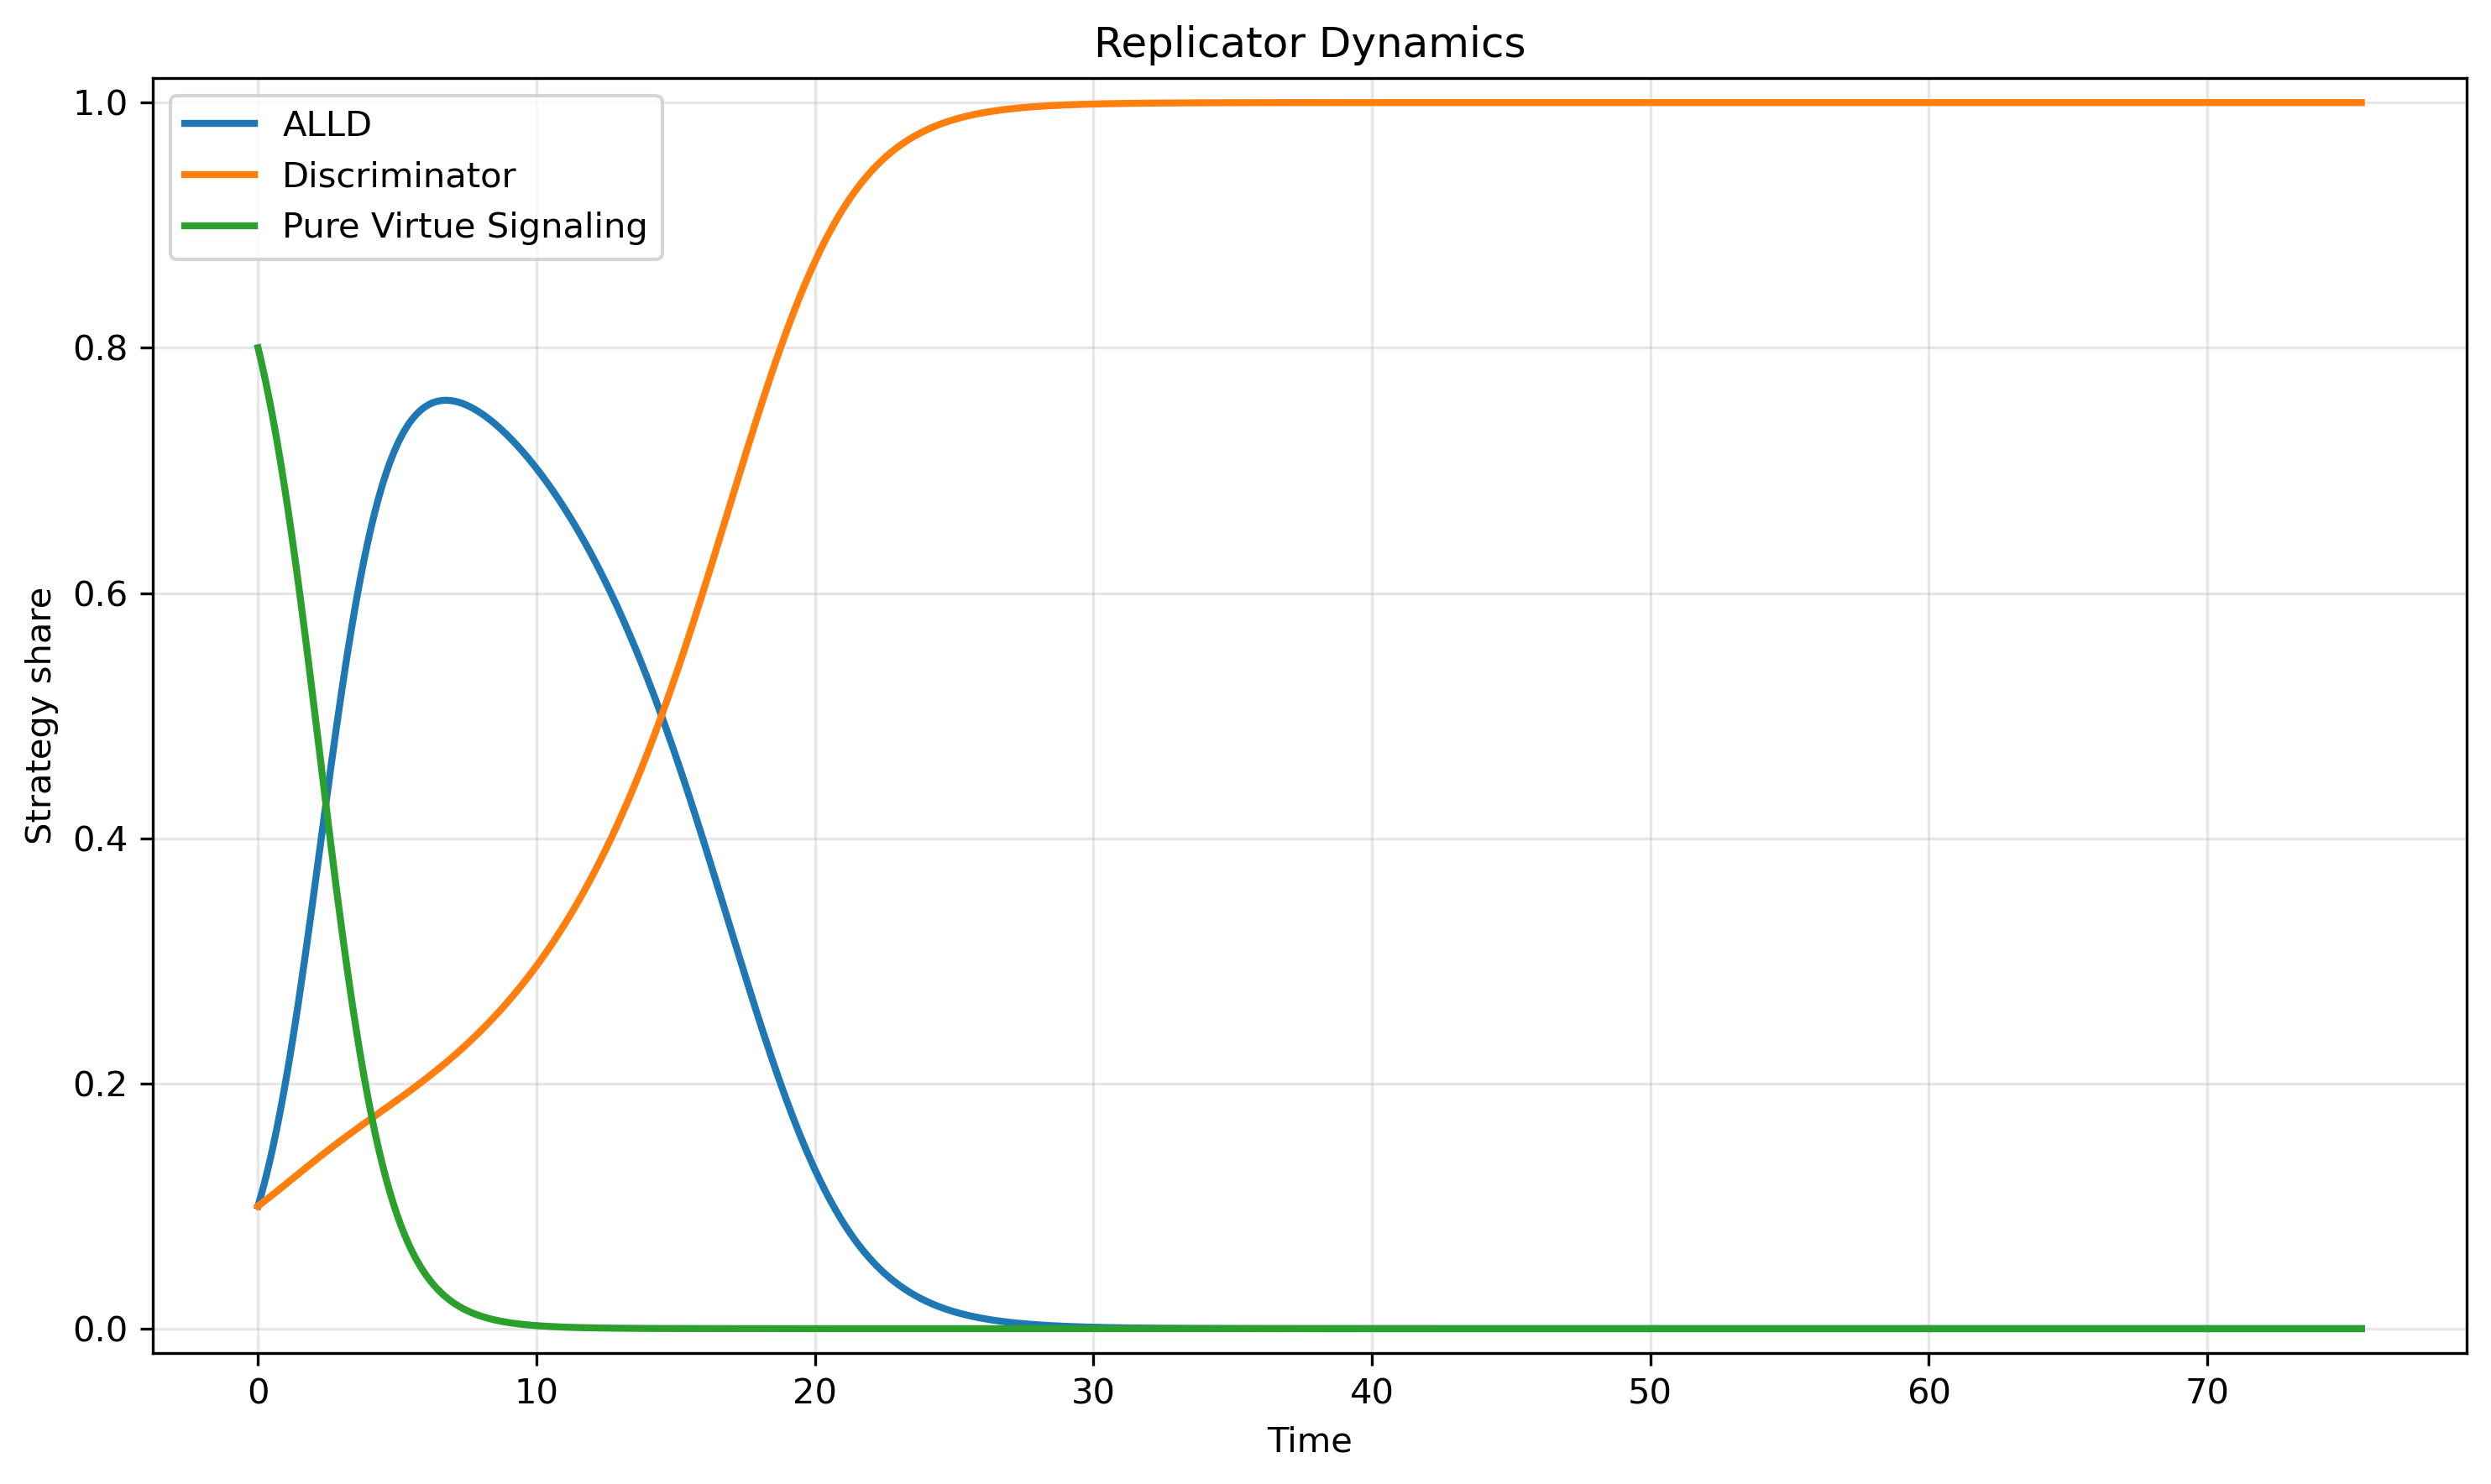 Replicator Dynamics
ALLD
Discriminator
Pure Virtue Signaling
1.0
0.8
0.6
0.4
0.2
0.0
Strategy share
0 10 20 30 40 50 60 70
Time